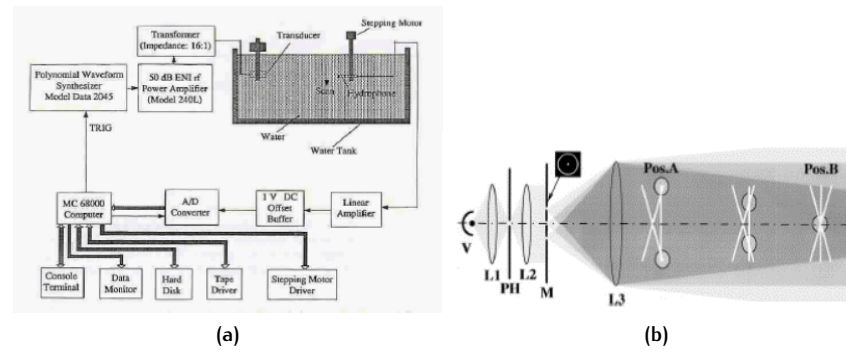 Stepping Motor
Transformer
(Impedance: 16:1)
Transducer
Polynomial Waveform
Synthesizer
Model Data 2045
50 dB ENI rf
Power Amplifier
(Model 240L)
Scan
Hydrophone
Water
Water Tank
TRIG
MC 68000
Computer
A/D
Converter
1 V DC
Offset
Buffer
Linear
Amplifier
Console
Terminal
Data
Monitor
Hard
Disk
Tape
Driver
Stepping Motor
Driver
(a)
Pos.A
Pos.B
V
L1
PH
L2
M
L3
(b)